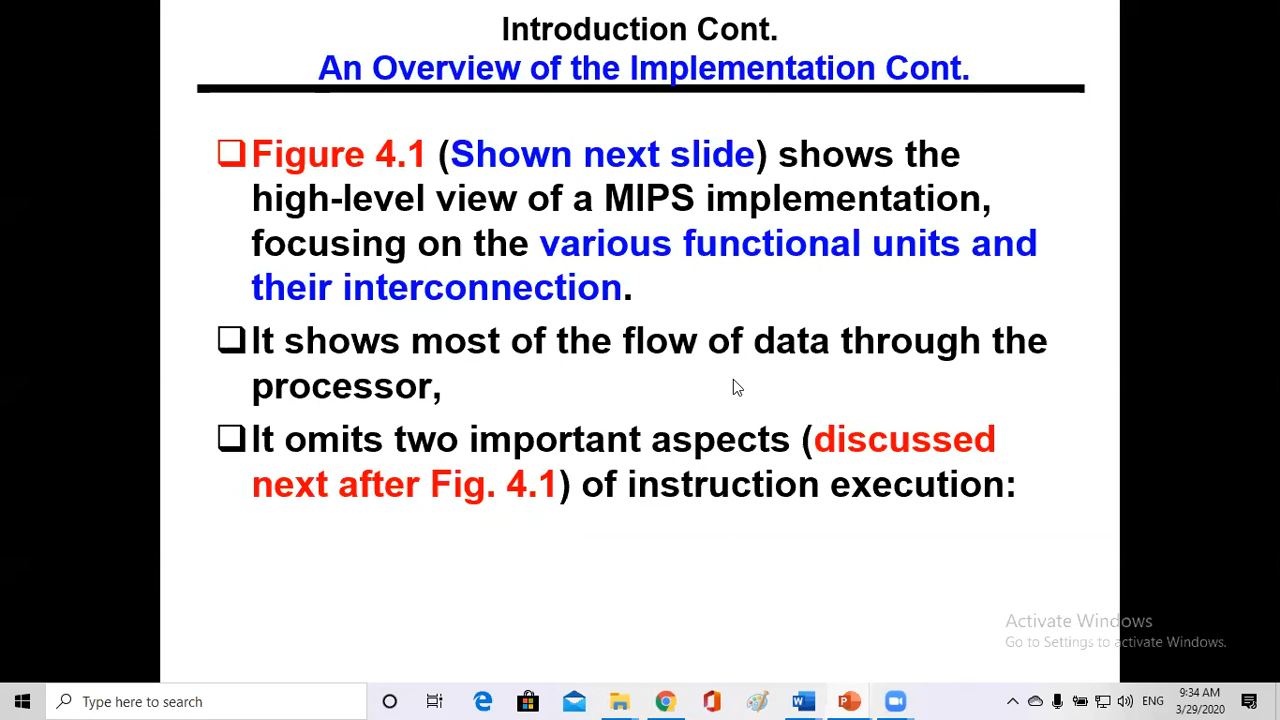 Introduction Cont.
An Overview of the Implementation Cont.
Figure 4.1 (Shown next slide) shows the
high-level view of a MIPS implementation,
focusing on the various functional units and
their interconnection.
It shows most of the flow of data through the
processor,
It omits two important aspects (discussed
next after Fig. 4.1) of instruction execution:
Activate Windows
Go to Settings to activate Windows.
Type here to search
ENG
9:34 AM
3/29/2020